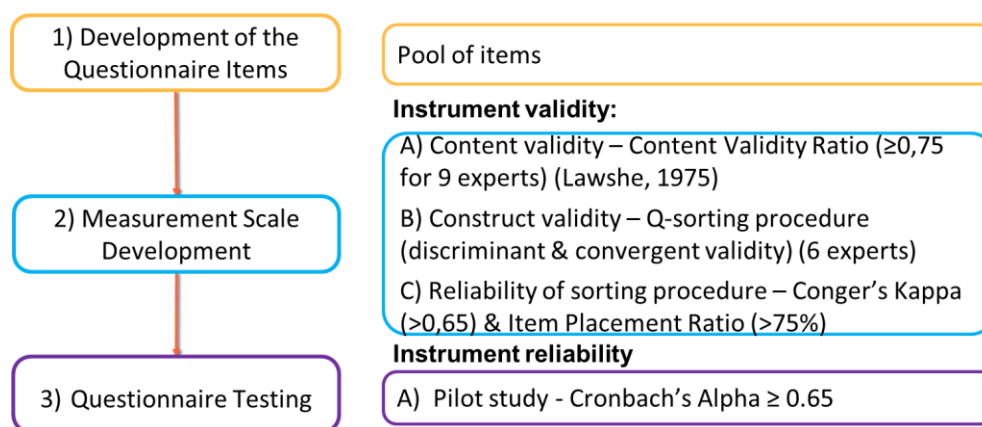 1) Development of the
Questionnaire Items
Pool of items
Instrument validity:
A) Content validity – Content Validity Ratio (≥0,75
for 9 experts) (Lawshe, 1975)
2) Measurement Scale
Development
B) Construct validity – Q-sorting procedure
(discriminant & convergent validity) (6 experts)
C) Reliability of sorting procedure – Conger's Kappa
(>0,65) & Item Placement Ratio (>75%)
Instrument reliability
3) Questionnaire Testing
A) Pilot study - Cronbach's Alpha ≥ 0.65